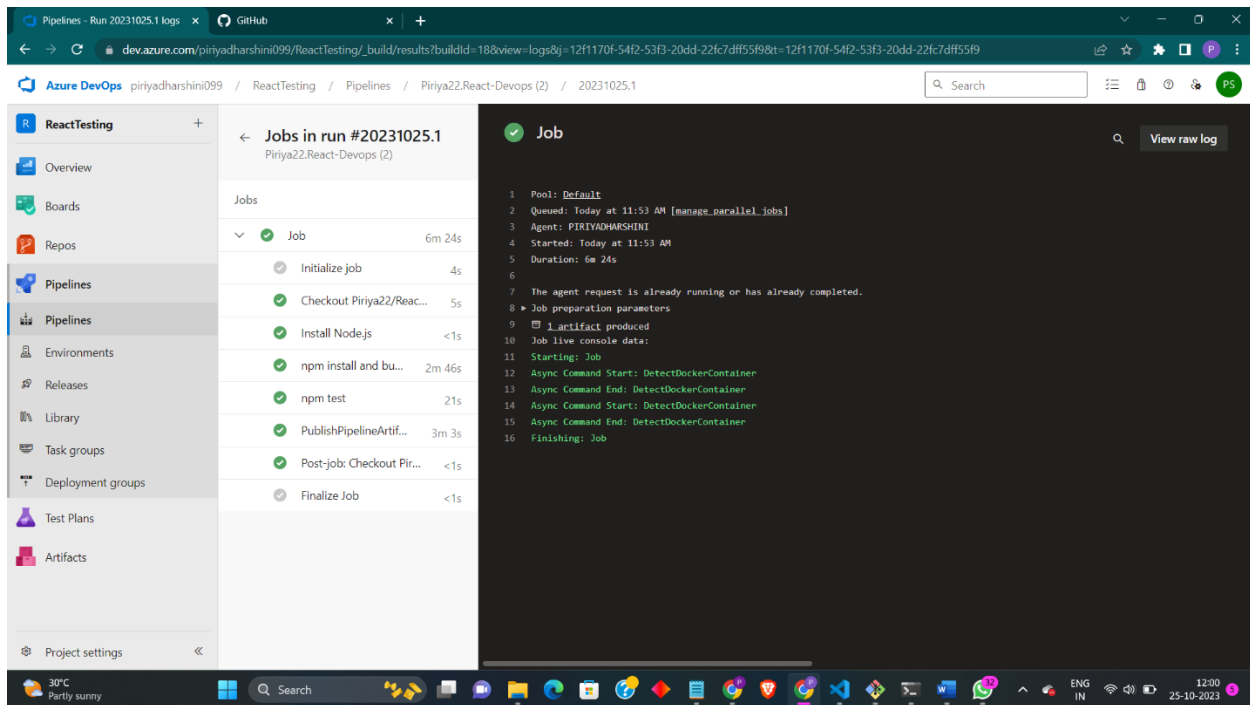 Pipelines - Run 20231025.1 logs
GitHub
dev.azure.com/piriyadharshini099/ReactTesting/_build/results?buildId=18&view=logs&j=12f1170f-54f2-53f3-20dd-22fc7dff55f9&t=12f1170f-54f2-53f3-20dd-22fc7dff55f9
P
Azure DevOps piriyadharshini099 / ReactTesting / Pipelines / Piriya22.React-Devops (2) / 20231025.1
Search
PS
R ReactTesting
Overview
Boards
Repos
Pipelines
Pipelines
Environments
Releases
Library
Task groups
Deployment groups
Test Plans
Artifacts
Project settings
Jobs in run #20231025.1
Piriya22.React-Devops (2)
Jobs
Job 6m 24s
Initialize job 4s
Checkout Piriya22/Reac... 5s
Install Node.js <1s
npm install and bu... 2m 46s
npm test 21s
PublishPipelineArtif... 3m 3s
Post-job: Checkout Pir... <1s
Finalize Job <1s
Job
View raw log
1 Pool: Default
2 Queued: Today at 11:53 AM [manage parallel jobs]
3 Agent: PIRIYADHARSHINI
4 Started: Today at 11:53 AM
5 Duration: 6m 24s
6
7 The agent request is already running or has already completed.
8 Job preparation parameters
9 1 artifact produced
10 Job live console data:
11 Starting: Job
12 Async Command Start: DetectDockerContainer
13 Async Command End: DetectDockerContainer
14 Async Command Start: DetectDockerContainer
15 Async Command End: DetectDockerContainer
16 Finishing: Job
30°C
Partly sunny
Search
32
ENG
IN
12:00
25-10-2023
5